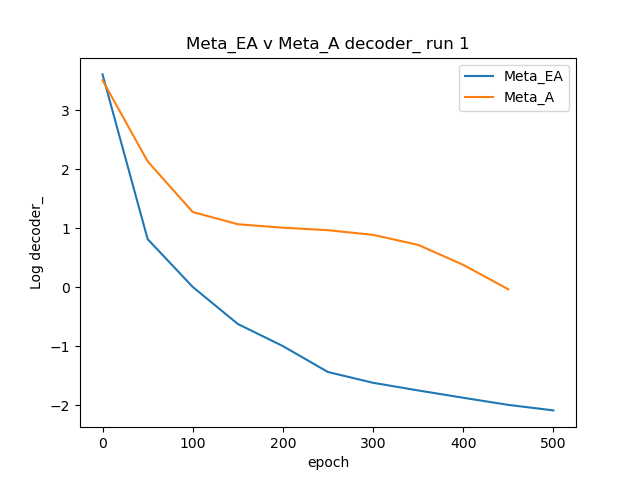 Meta_EA v Meta_A decoder_ run 1
Meta_EA
Meta_A
Log decoder_
3
2
1
0
−1
−2
0 100 200 300 400 500
epoch